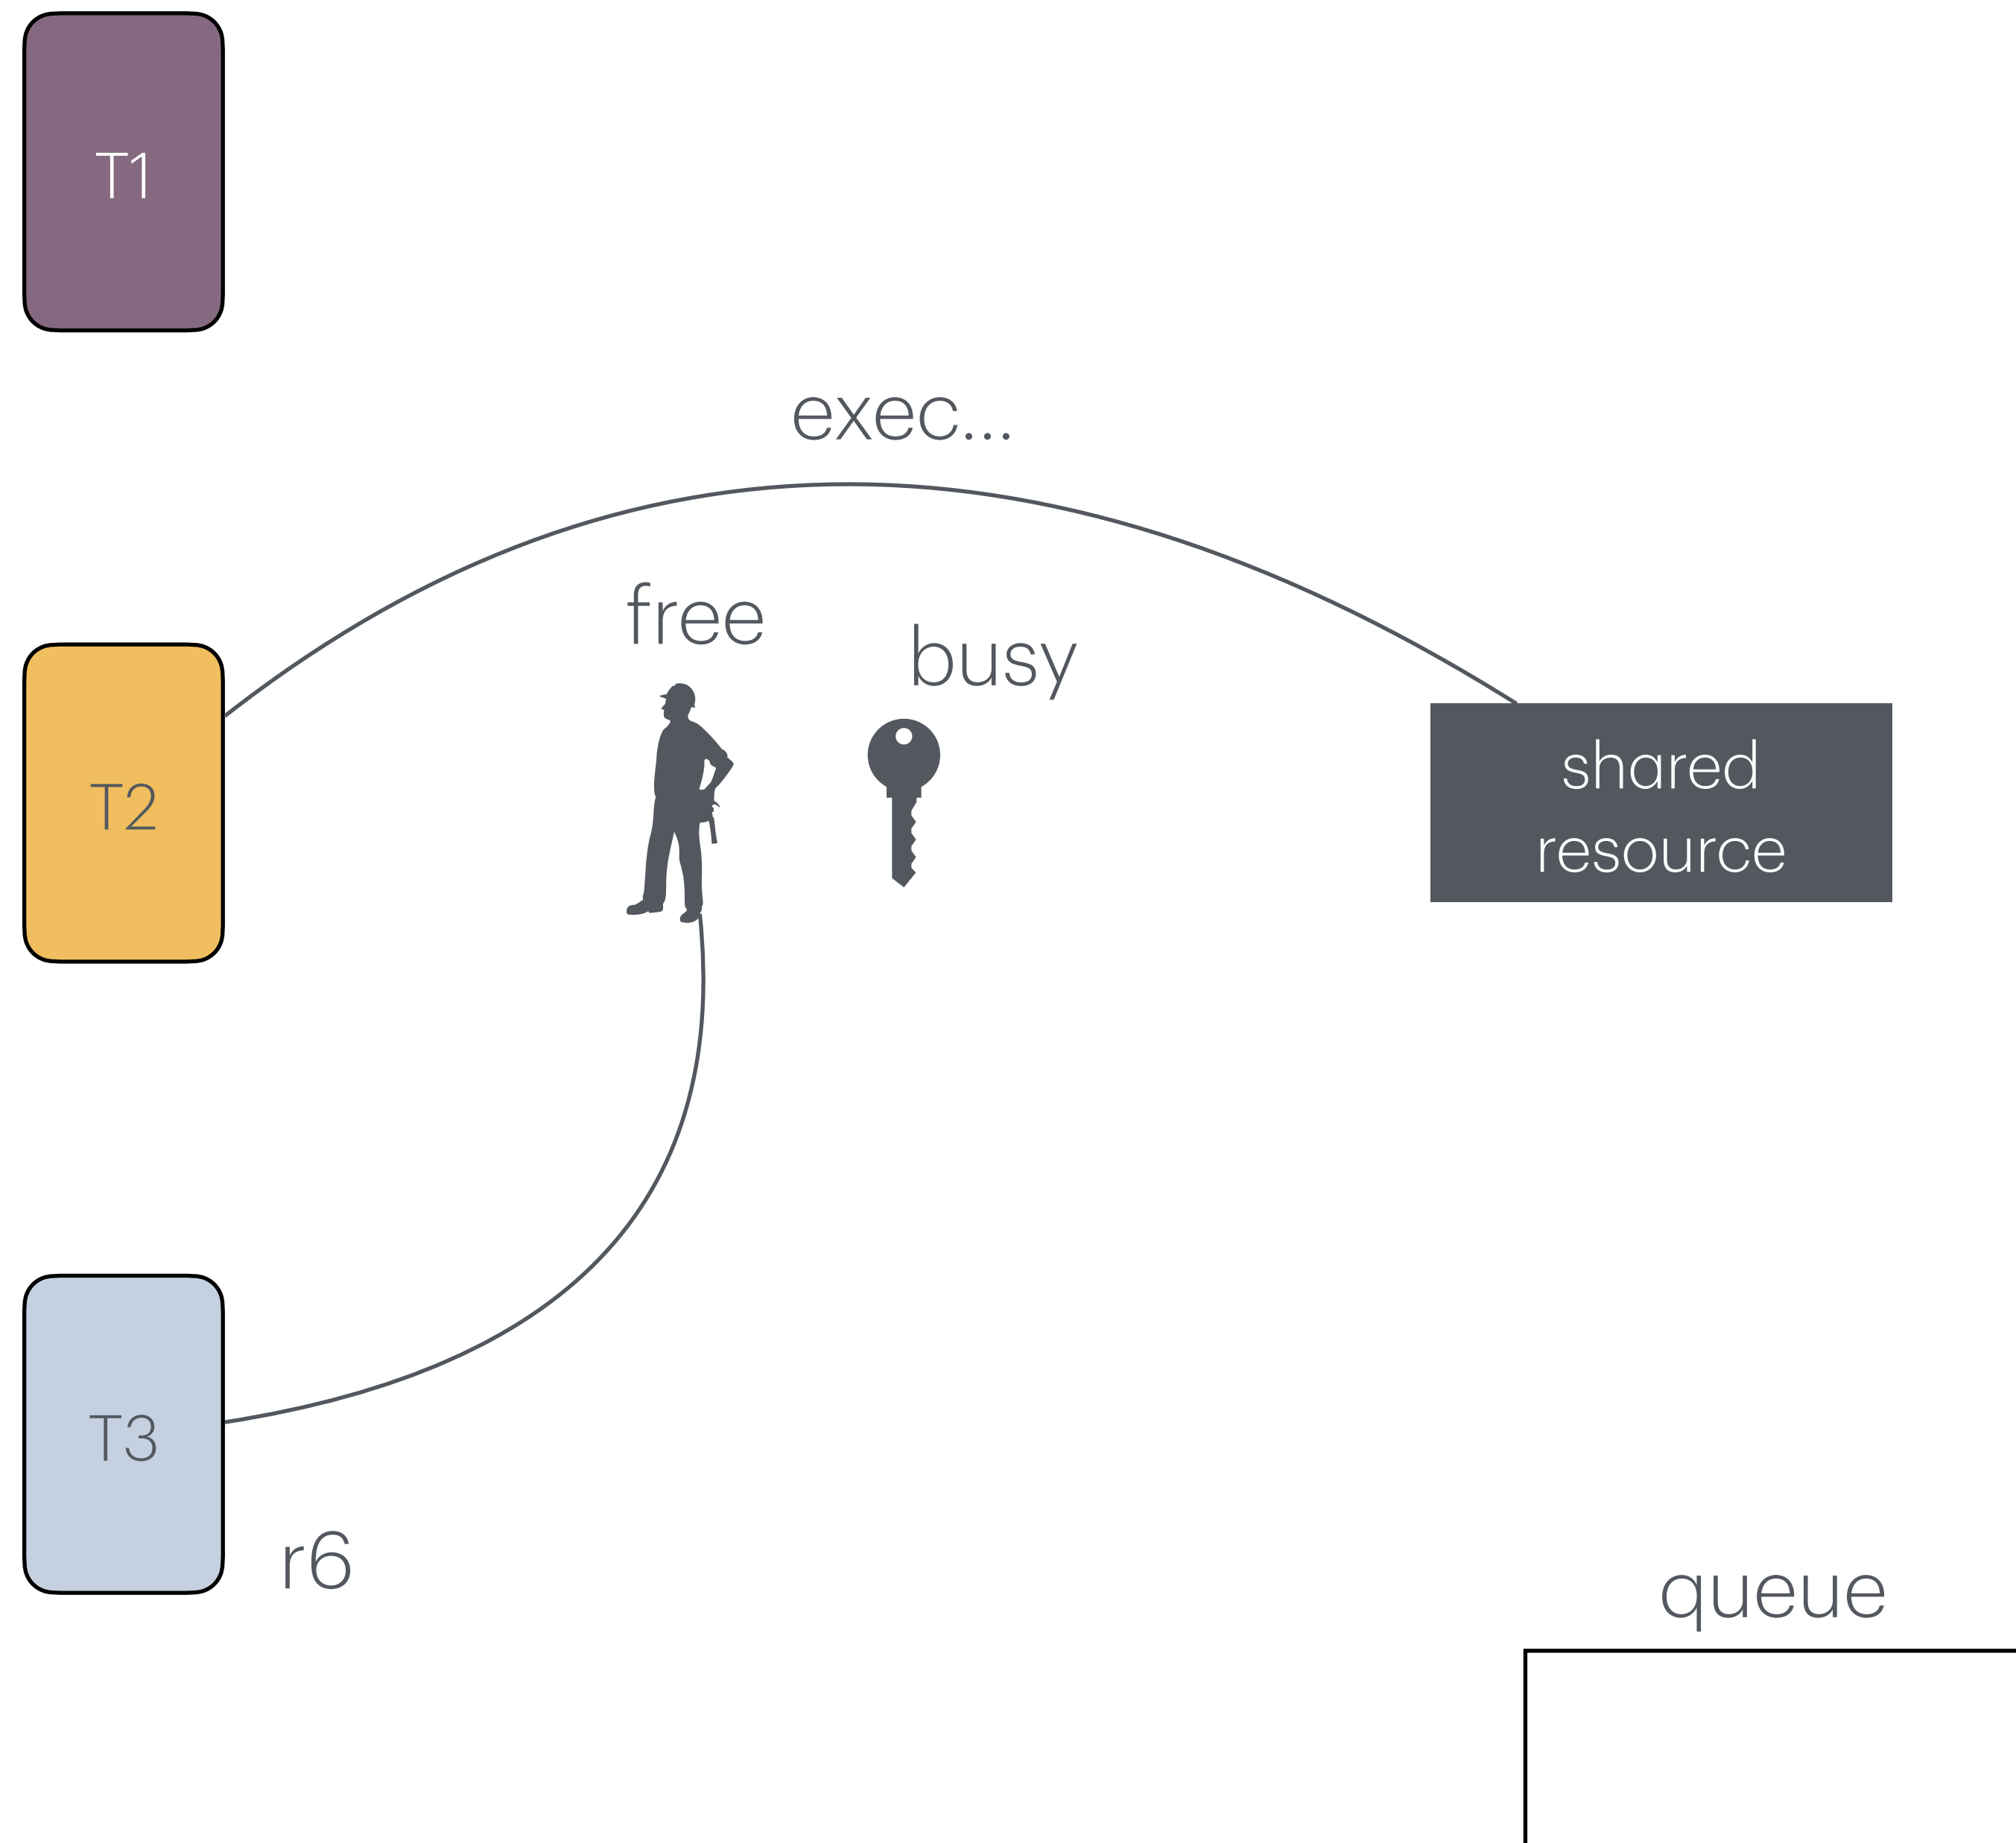 T1
exec...
free
busy
T2
shared
resource
T3
r6
queue